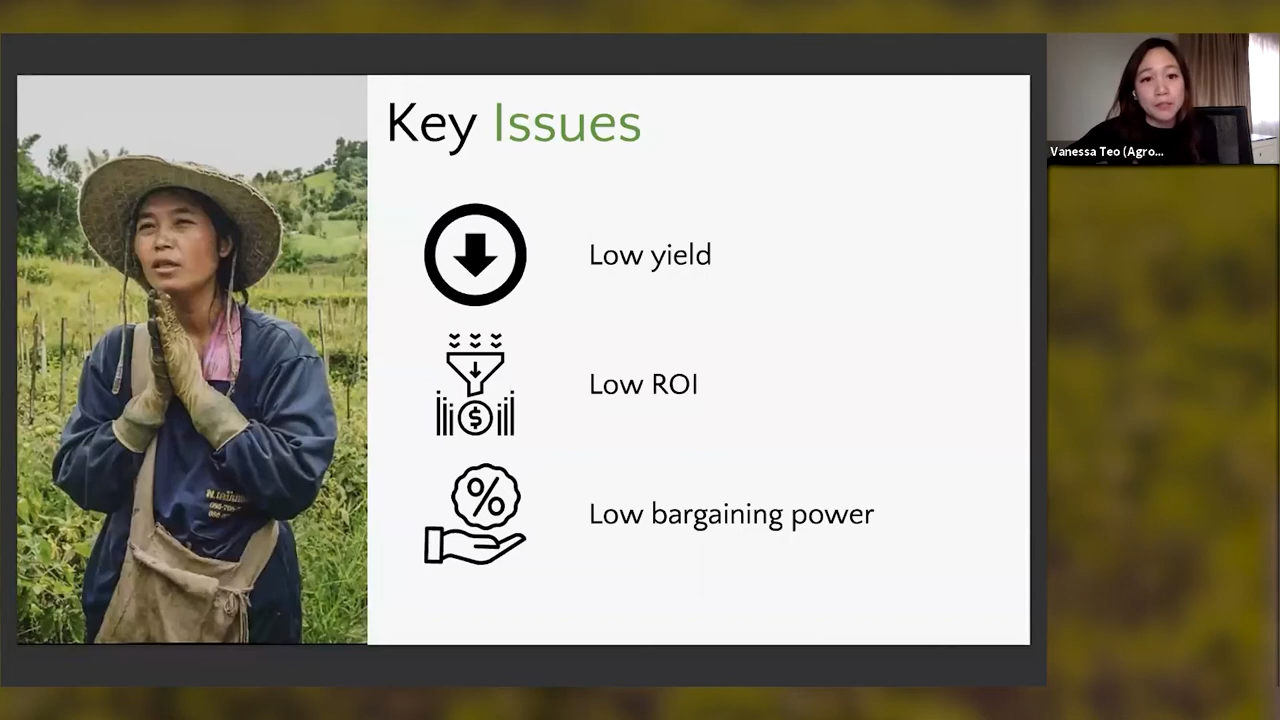 Key Issues
Low yield
Low ROI
Low bargaining power
Vanessa Teo (Agro...
$
%